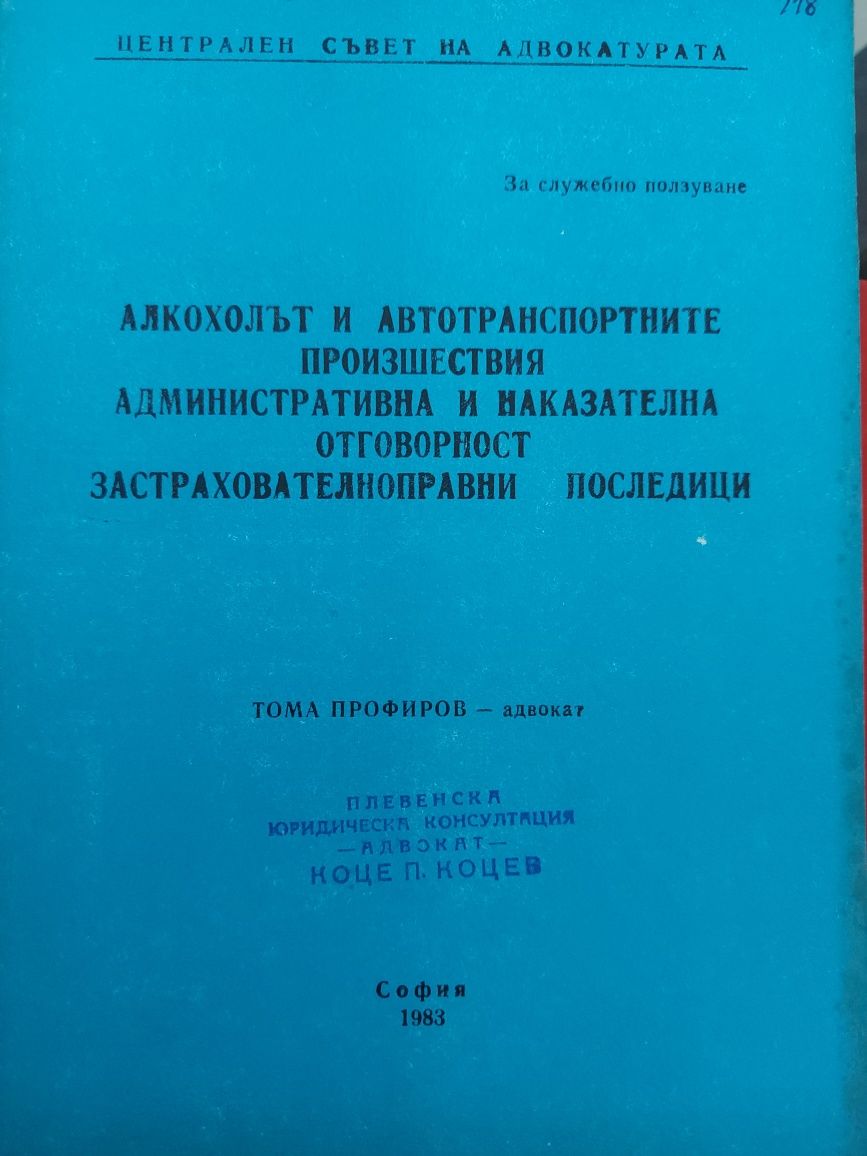 118
ЦЕНТРАЛЕН СЪВЕТ НА АДВОКАТУРАТА
За служебно ползуване
АЛКОХОЛЪТ И АВТОТРАНСПОРТНИТЕ
ПРОИЗШЕСТВИЯ
АДМИНИСТРАТИВНА И НАКАЗАТЕЛНА
ОТГОВОРНОСТ
ЗАСТРАХОВАТЕЛНОПРАВНИ ПОСЛЕДИЦИ
ТОМА ПРОФИРОВ – адвокат
ПЛЕВЕНСКА
ЮРИДИЧЕСКА КОНСУЛТАЦИЯ
—АДВОКАТ—
КОЦЕ П. КОЦЕВ
София
1983